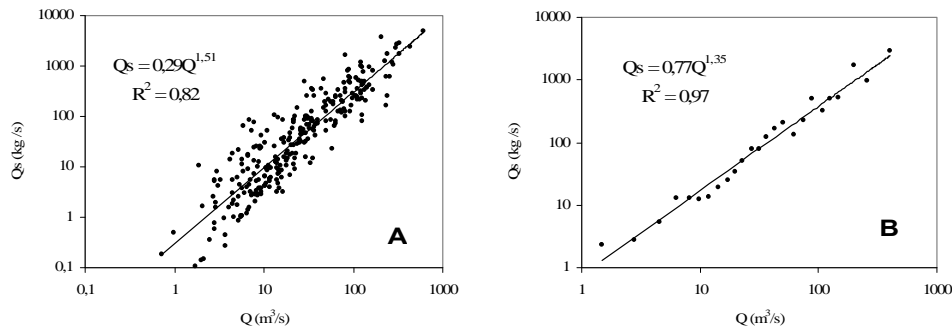 10000
1000
100
10
1
0,1
Qs (kg/s)
Qs = 0,29Q^1,51
R² = 0,82
A
0,1 1 10 100 1000
Q (m³/s)
10000
1000
100
10
1
Qs (kg/s)
Qs = 0,77Q^1,35
R² = 0,97
B
1 10 100 1000
Q (m³/s)